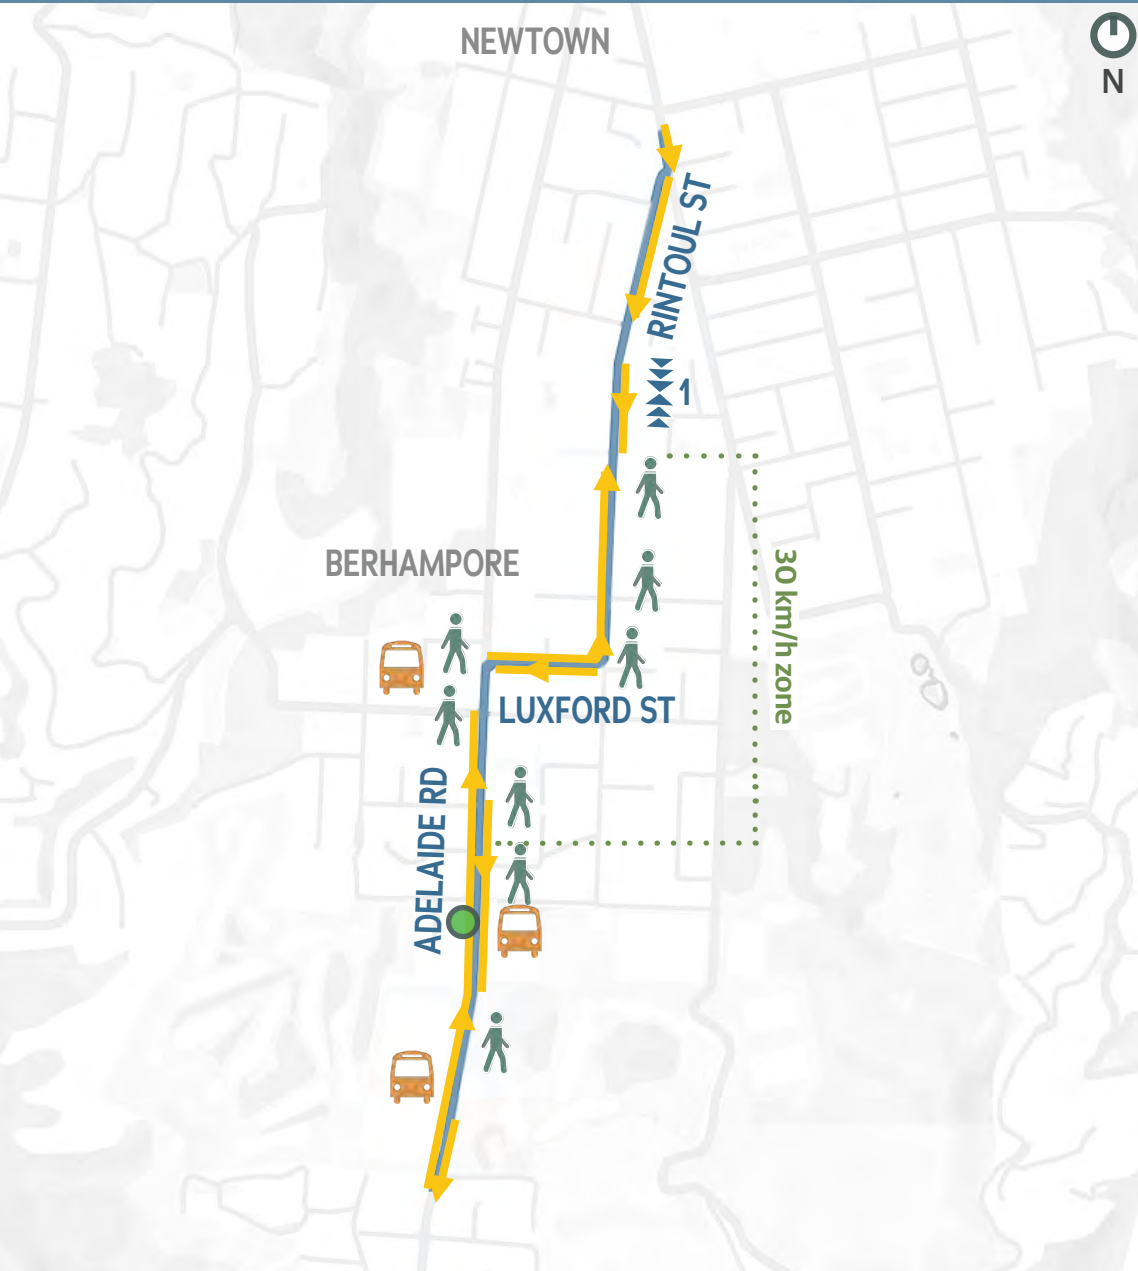 NEWTOWN
N
RINTOUL ST
1
BERHAMPORE
30 km/h zone
LUXFORD ST
ADELAIDE RD